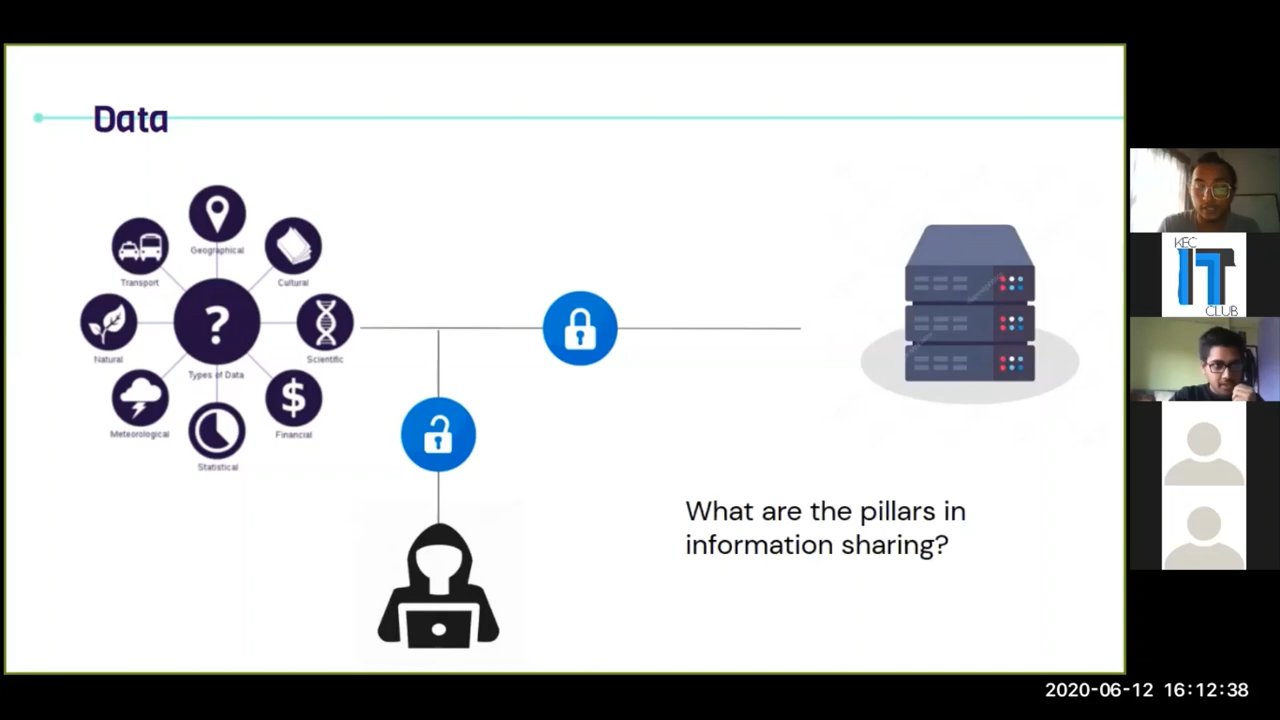 Data
Geographical
Transport
Cultural
?
Natural
Scientific
Types of Data
$
Meteorological
Financial
Statistical
What are the pillars in
information sharing?
KEC
IT
CLUB
2020-06-12 16:12:38